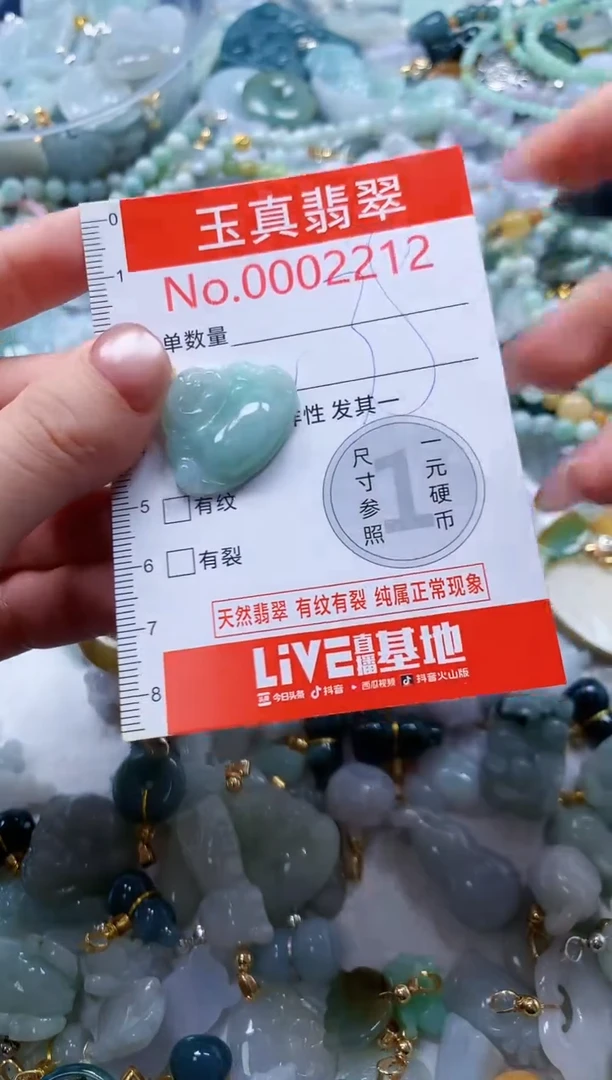 玉真翡翠
No.0002212
单数量
性 发其一
0
1
5
6
7
8
有纹
有裂
尺寸参照
1
一元硬币
天然翡翠 有纹有裂 纯属正常现象
LiVE直播基地
头条 今日头条 抖音 西瓜视频 抖音火山版